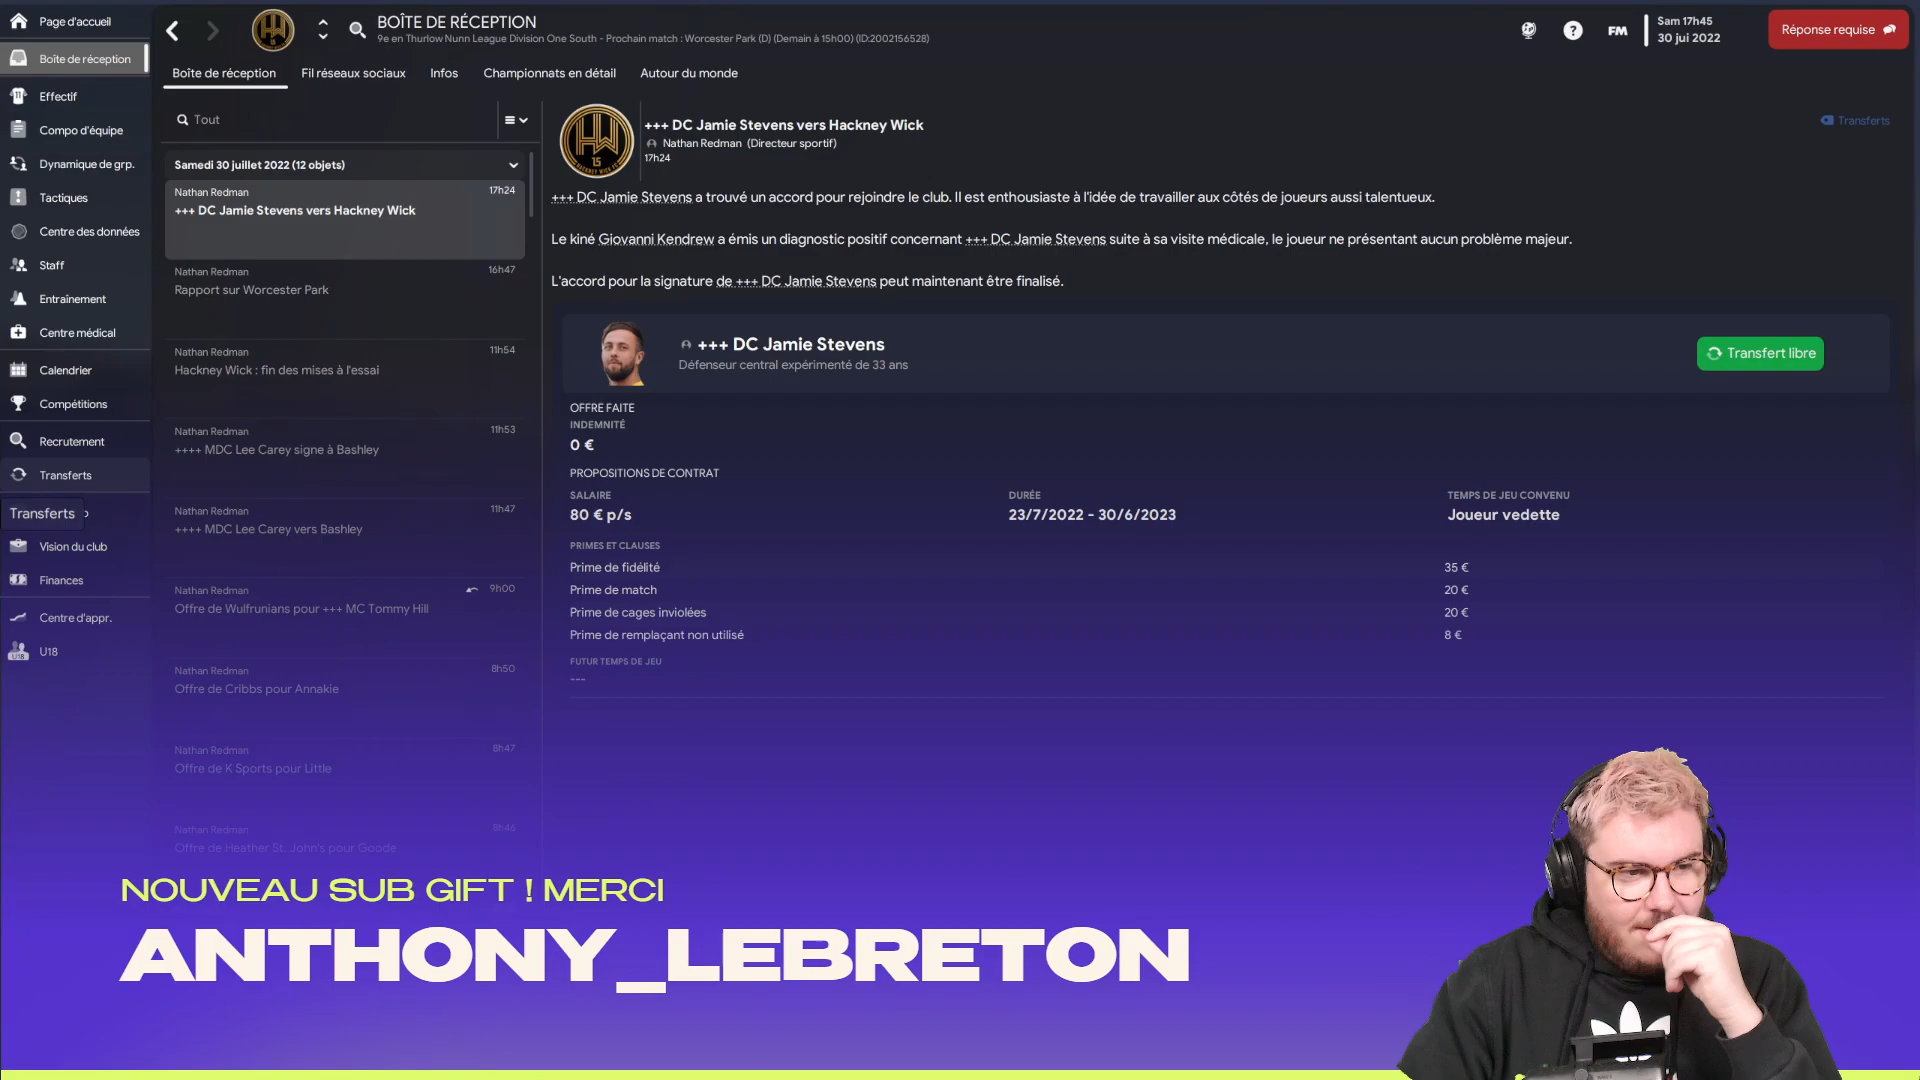 Page d'accueil
Boîte de réception
Effectif
Compo d'équipe
Dynamique de grp.
Tactiques
Centre des données
Staff
Entraînement
Centre médical
Calendrier
Compétitions
Recrutement
Transferts
Transferts
Vision du club
Finances
Centre d'appr.
U18
U18
BOÎTE DE RÉCEPTION
9e en Thurlow Nunn League Division One South - Prochain match : Worcester Park (D) (Demain à 15h00) (ID:2002156528)
FM
Sam 17h45
30 jui 2022
Réponse requise
Boîte de réception
Fil réseaux sociaux
Infos
Championnats en détail
Autour du monde
Tout
Samedi 30 juillet 2022 (12 objets)
Nathan Redman 17h24
+++ DC Jamie Stevens vers Hackney Wick
Nathan Redman 16h47
Rapport sur Worcester Park
Nathan Redman 11h54
Hackney Wick : fin des mises à l'essai
Nathan Redman 11h53
++++ MDC Lee Carey signe à Bashley
Nathan Redman 11h47
++++ MDC Lee Carey vers Bashley
Nathan Redman 9h00
Offre de Wulfrunians pour +++ MC Tommy Hill
Nathan Redman 8h50
Offre de Cribbs pour Annakie
Nathan Redman 8h47
Offre de K Sports pour Little
Nathan Redman 8h46
Offre de Heather St. John's pour Goode
+++ DC Jamie Stevens vers Hackney Wick
Nathan Redman (Directeur sportif)
17h24
Transferts
+++ DC Jamie Stevens a trouvé un accord pour rejoindre le club. Il est enthousiaste à l'idée de travailler aux côtés de joueurs aussi talentueux.
Le kiné Giovanni Kendrew a émis un diagnostic positif concernant +++ DC Jamie Stevens suite à sa visite médicale, le joueur ne présentant aucun problème majeur.
L'accord pour la signature de +++ DC Jamie Stevens peut maintenant être finalisé.
+++ DC Jamie Stevens
Défenseur central expérimenté de 33 ans
Transfert libre
OFFRE FAITE
INDEMNITÉ
0 €
PROPOSITIONS DE CONTRAT
SALAIRE DURÉE TEMPS DE JEU CONVENU
80 € p/s 23/7/2022 - 30/6/2023 Joueur vedette
PRIMES ET CLAUSES
Prime de fidélité 35 €
Prime de match 20 €
Prime de cages inviolées 20 €
Prime de remplaçant non utilisé 8 €
FUTUR TEMPS DE JEU
---
NOUVEAU SUB GIFT ! MERCI
ANTHONY_LEBRETON